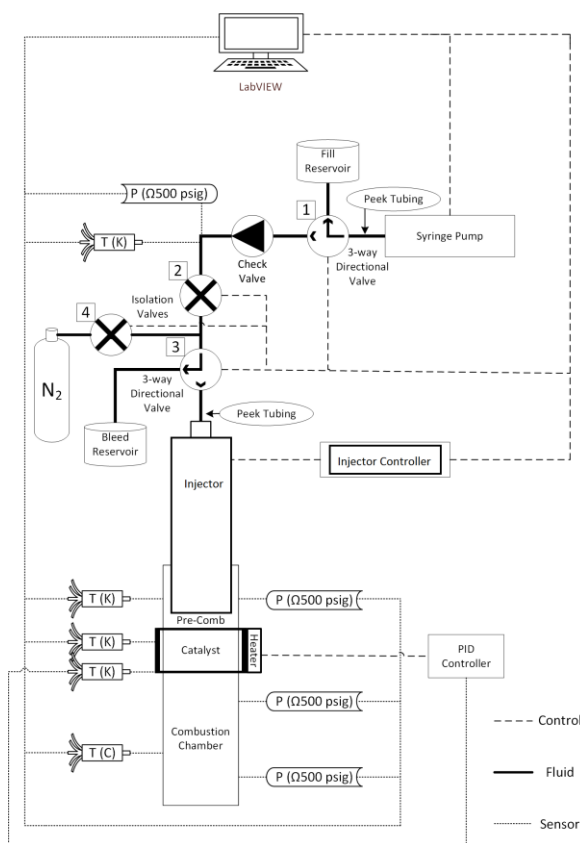 LabVIEW
Fill
Reservoir
P (Ω500 psig)
Peek Tubing
1
Syringe Pump
T (K)
Check
Valve
3-way
Directional
Valve
2
Isolation
Valves
4
3
N2
3-way
Directional
Valve
Peek Tubing
Bleed
Reservoir
Injector
Injector Controller
T (K)
P (Ω500 psig)
Pre-Comb
T (K)
Catalyst
Heater
PID
Controller
T (K)
P (Ω500 psig)
Combustion
Chamber
Control
T (C)
Fluid
P (Ω500 psig)
Sensor